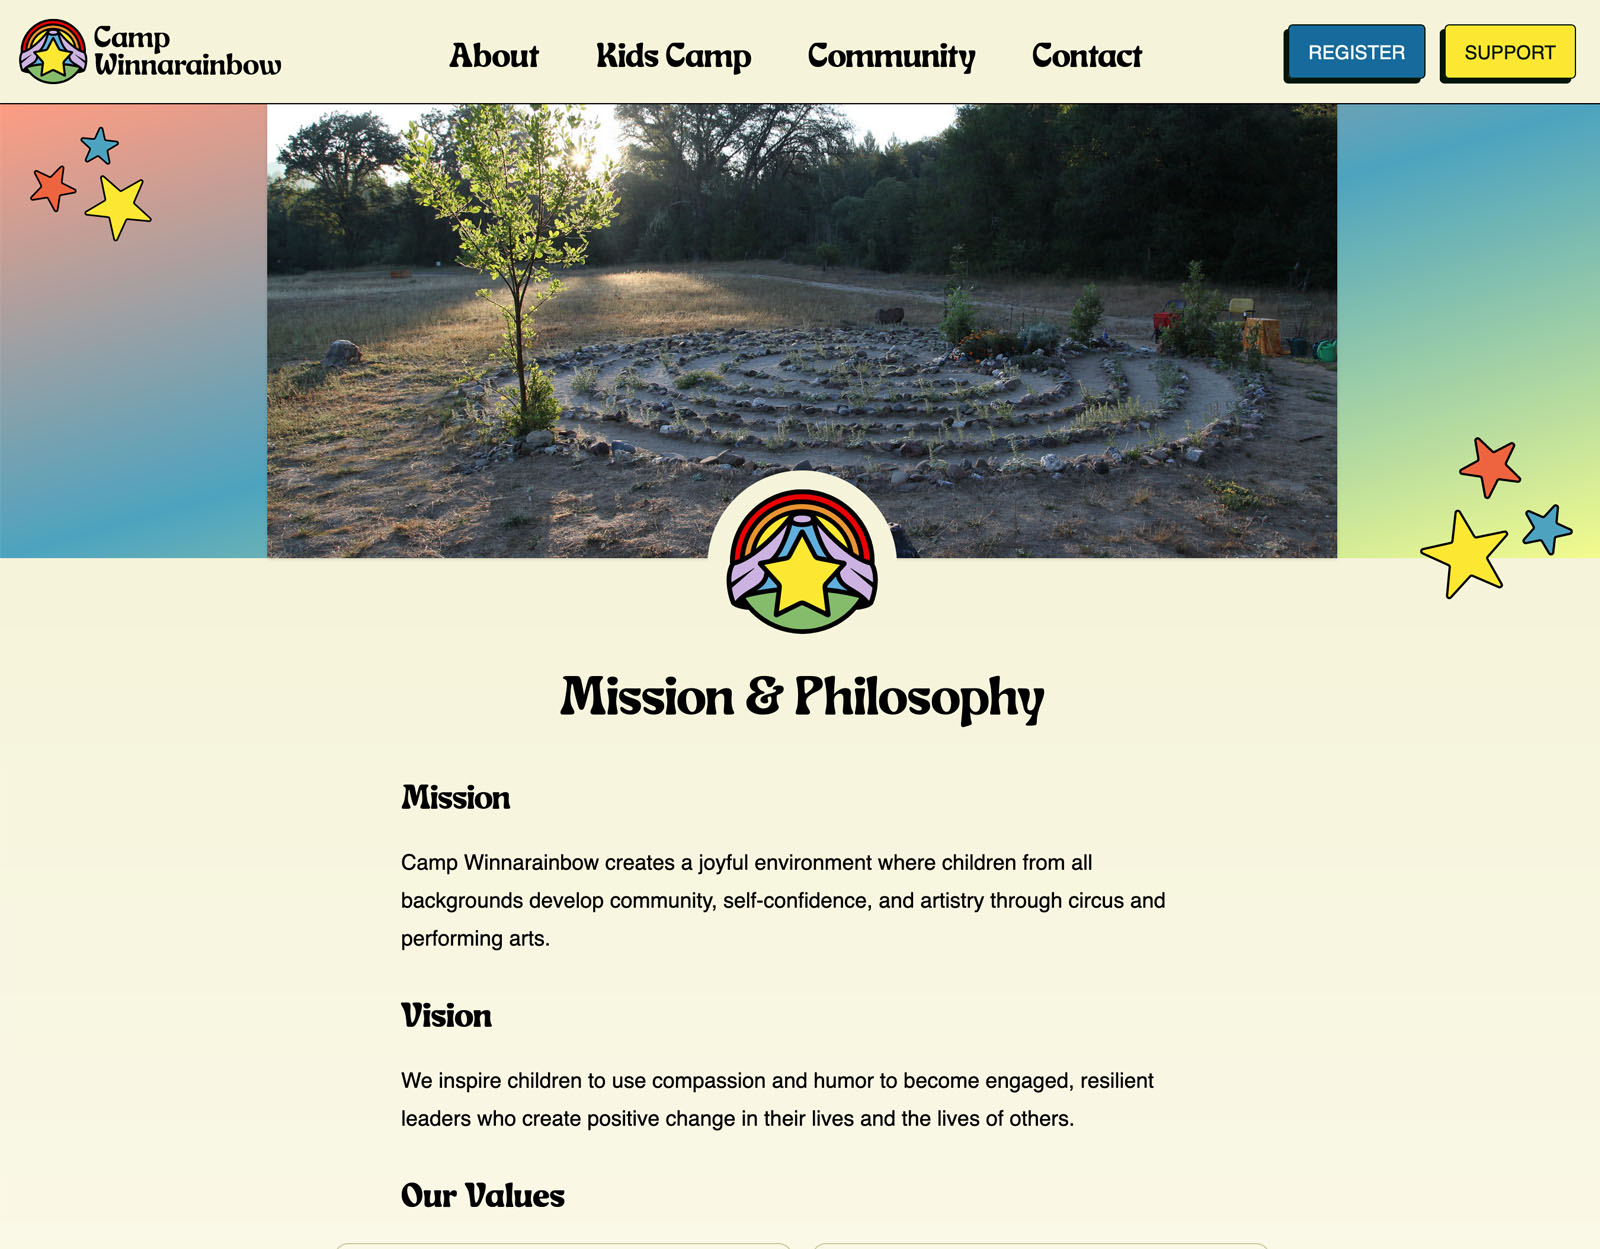 Camp
Winnarainbow
About
Kids Camp
Community
Contact
REGISTER
SUPPORT
Mission & Philosophy
Mission
Camp Winnarainbow creates a joyful environment where children from all
backgrounds develop community, self-confidence, and artistry through circus and
performing arts.
Vision
We inspire children to use compassion and humor to become engaged, resilient
leaders who create positive change in their lives and the lives of others.
Our Values